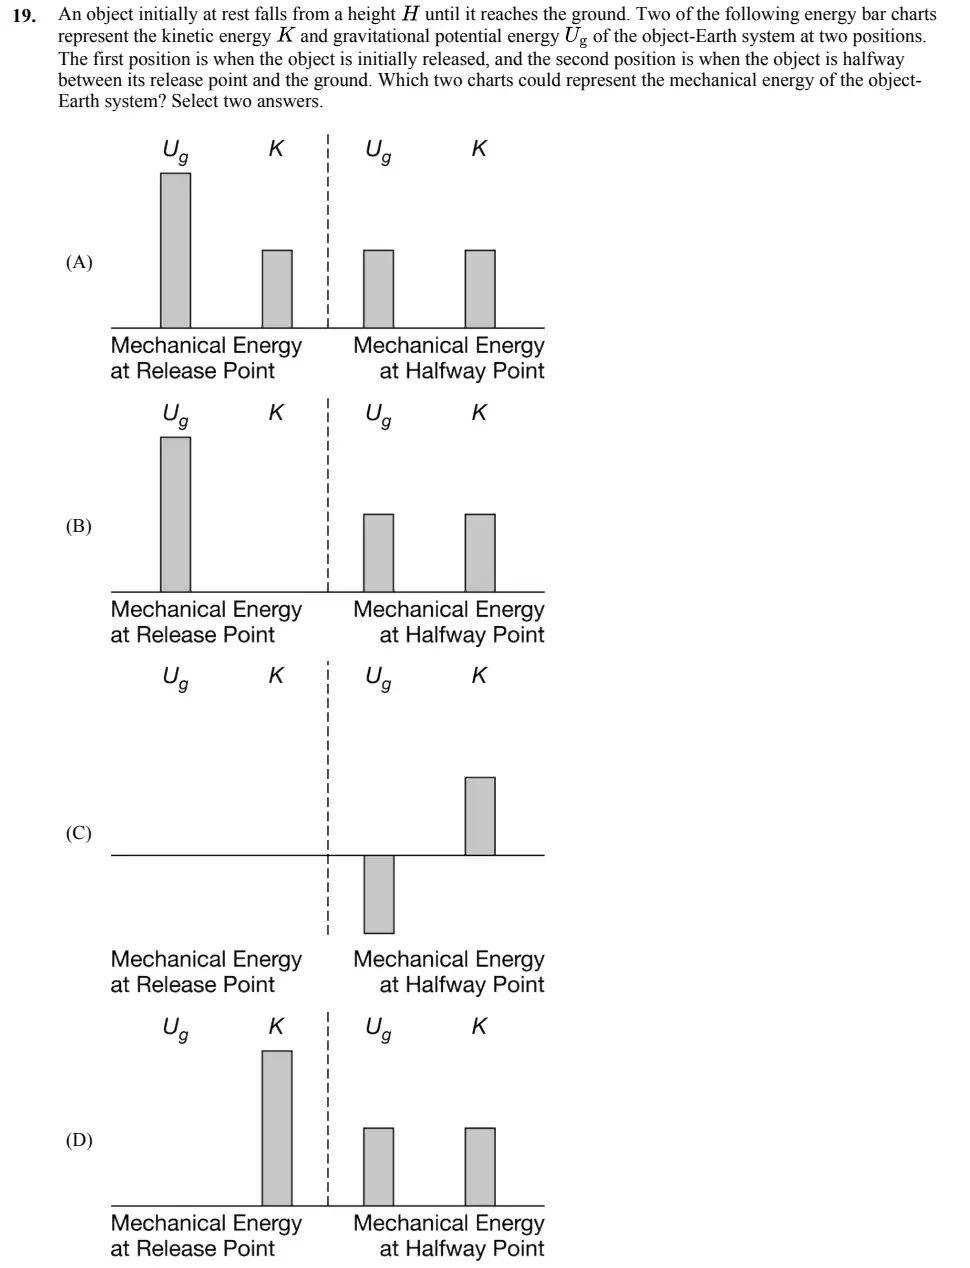 19. An object initially at rest falls from a height H until it reaches the ground. Two of the following energy bar charts
represent the kinetic energy K and gravitational potential energy Ug of the object-Earth system at two positions.
The first position is when the object is initially released, and the second position is when the object is halfway
between its release point and the ground. Which two charts could represent the mechanical energy of the object-
Earth system? Select two answers.
Ug K Ug K
(A)
Mechanical Energy Mechanical Energy
at Release Point at Halfway Point
Ug K Ug K
(B)
Mechanical Energy Mechanical Energy
at Release Point at Halfway Point
Ug K Ug K
(C)
Mechanical Energy Mechanical Energy
at Release Point at Halfway Point
Ug K Ug K
(D)
Mechanical Energy Mechanical Energy
at Release Point at Halfway Point